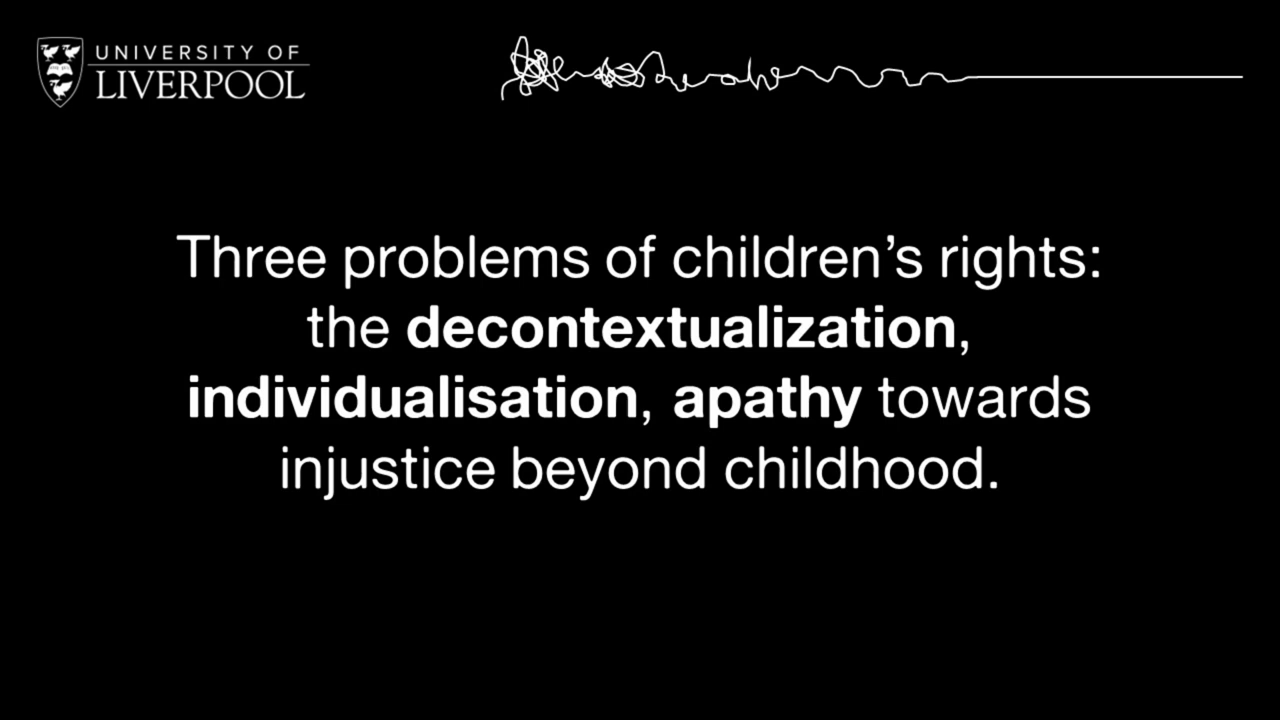 UNIVERSITY OF
LIVERPOOL
Three problems of children’s rights:
the decontextualization,
individualisation, apathy towards
injustice beyond childhood.